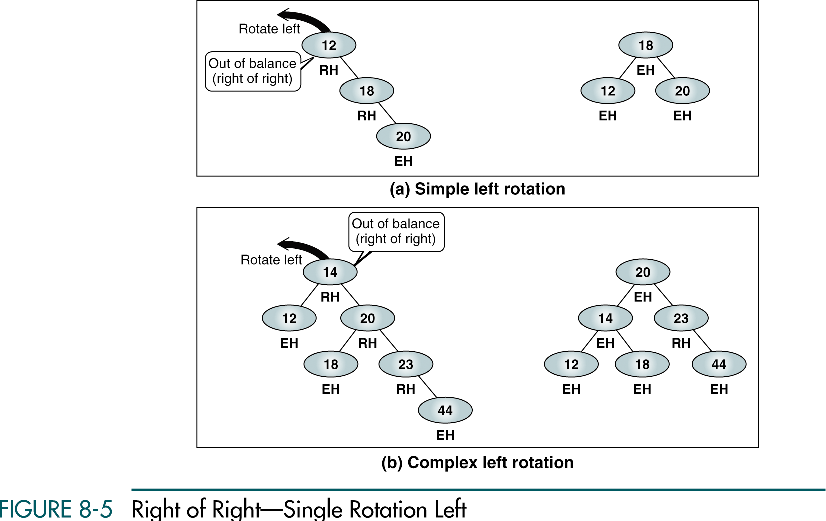 Rotate left
12
18
Out of balance
(right of right)
RH
EH
18
12
20
RH
EH
EH
20
EH
(a) Simple left rotation
Out of balance
(right of right)
Rotate left
14
20
RH
EH
12
20
14
23
EH
RH
EH
RH
18
23
12
18
44
EH
RH
EH
EH
EH
44
EH
(b) Complex left rotation
FIGURE 8-5 Right of Right—Single Rotation Left